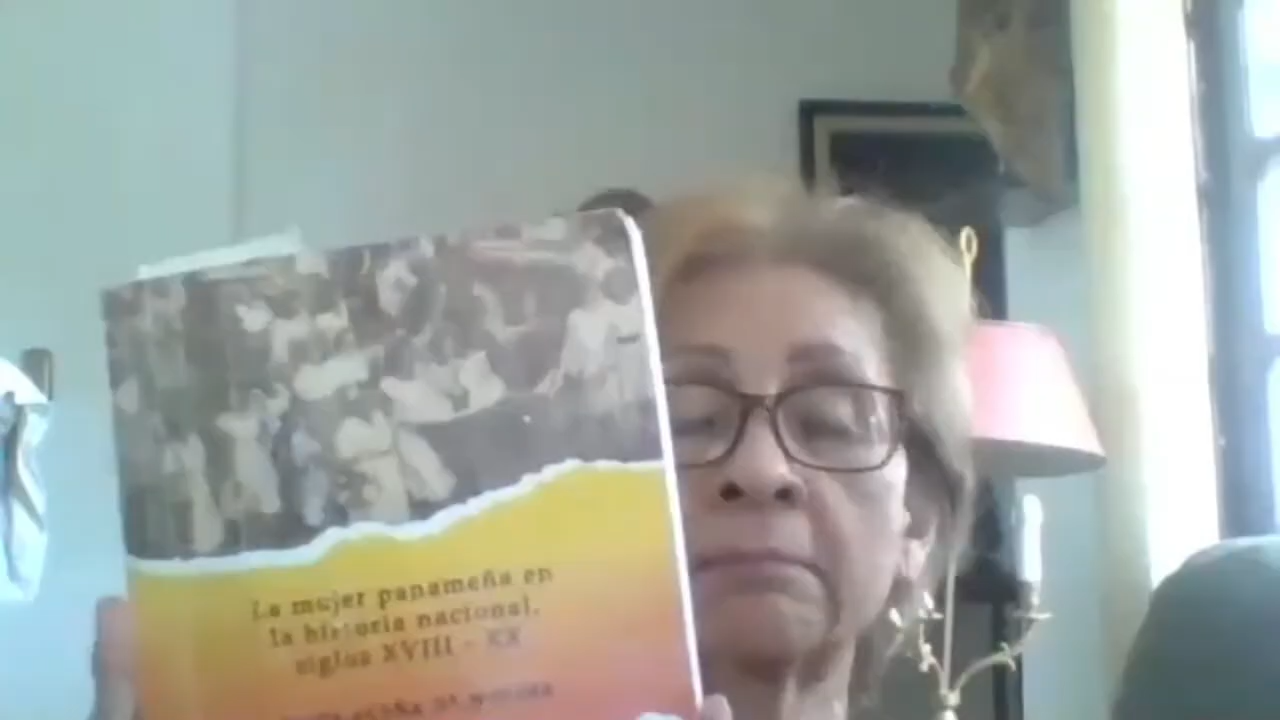 La mujer panameña en
la historia nacional,
siglos XVIII - XX